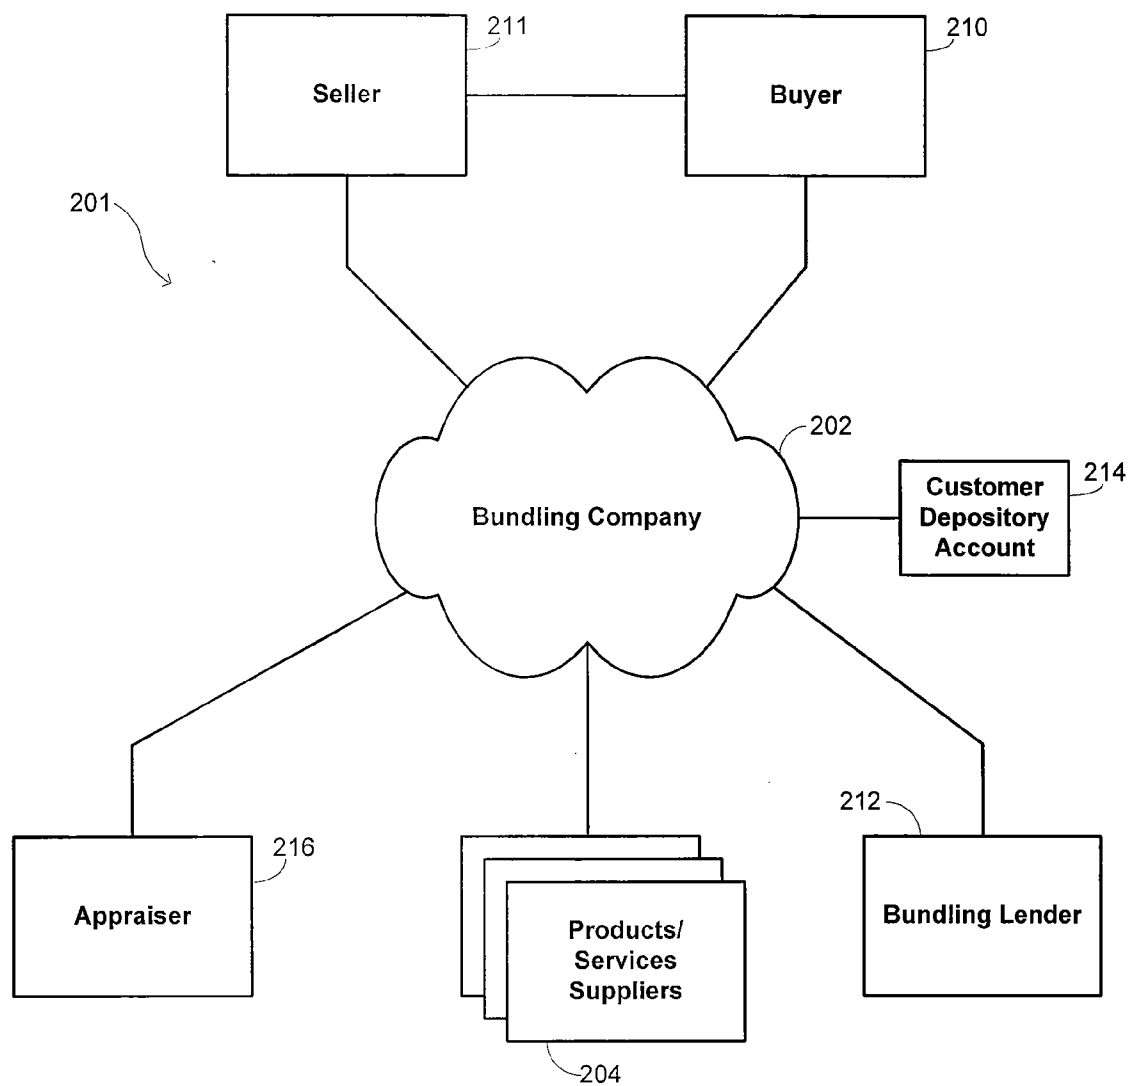 211
210
Seller
Buyer
201
202
Customer
Depository
Account
214
Bundling Company
212
216
Appraiser
Products/
Services
Suppliers
Bundling Lender
204